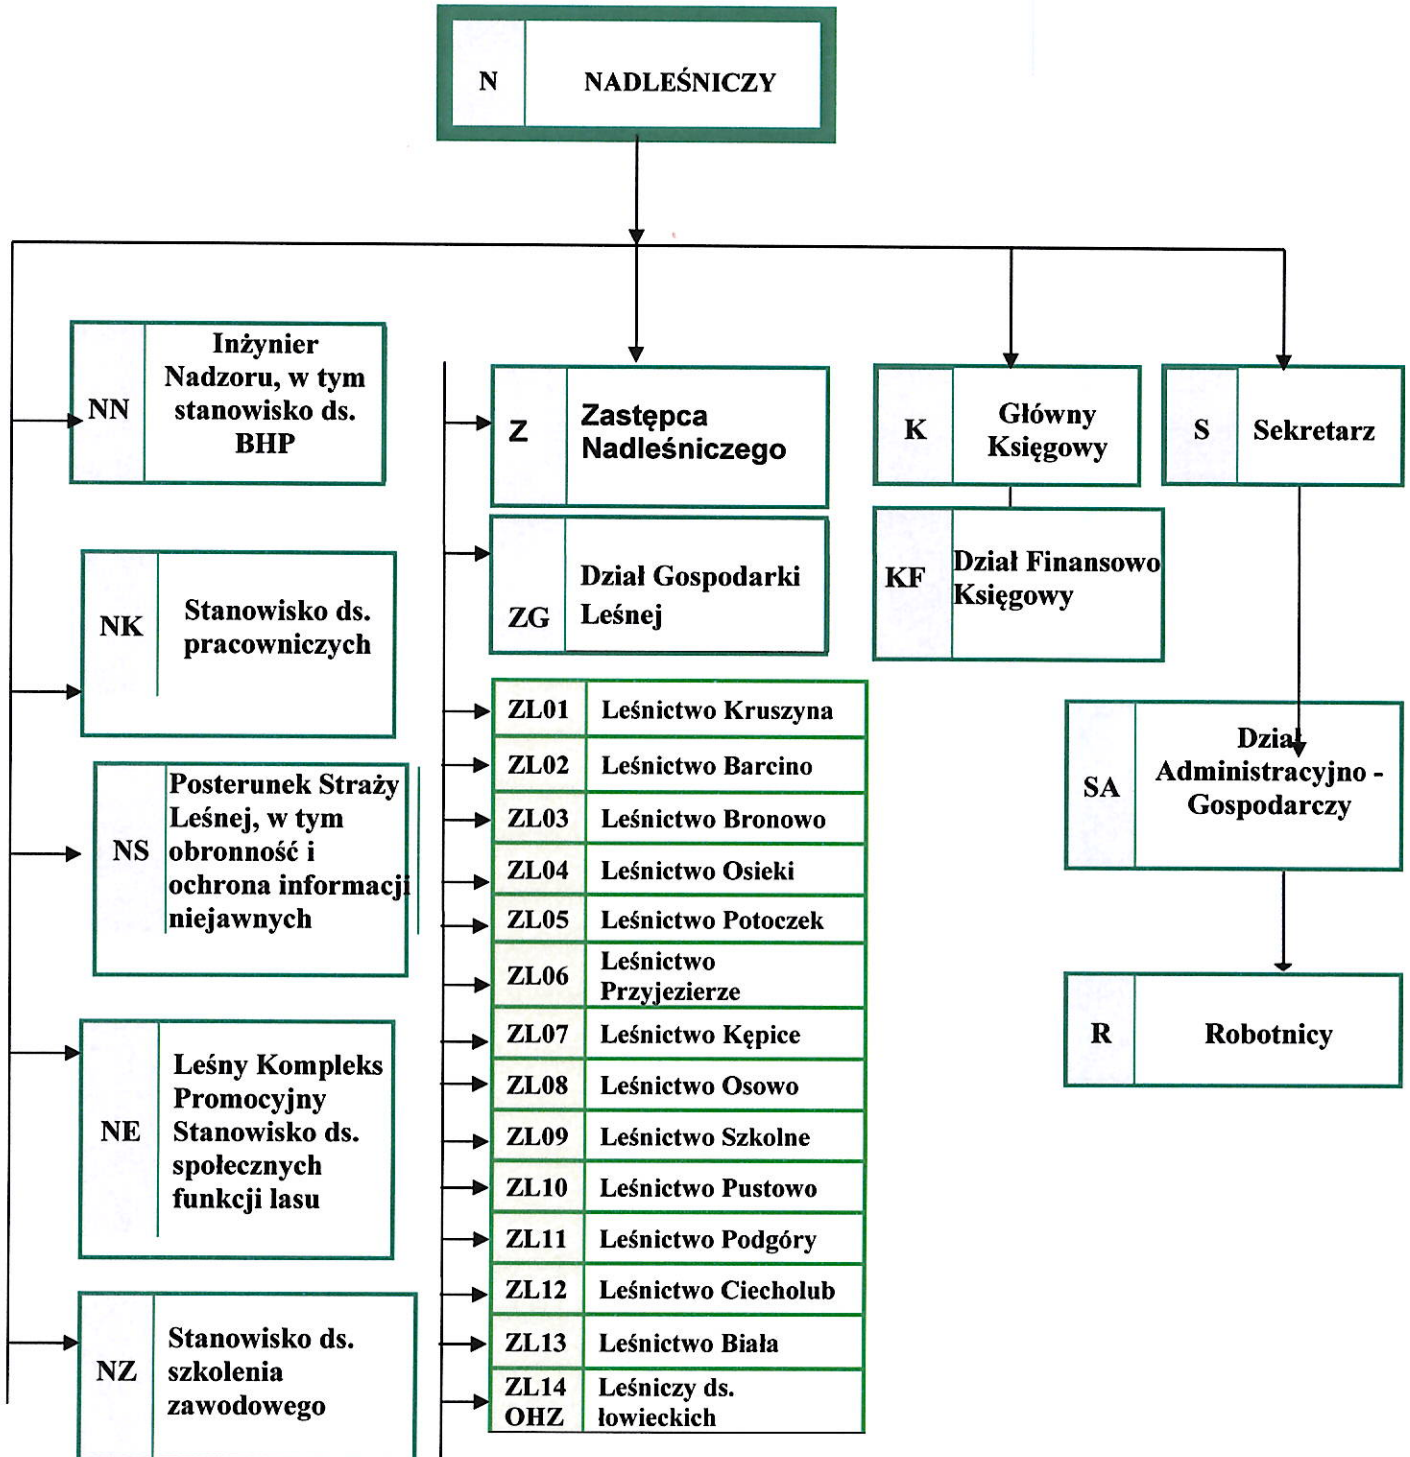 N NADLEŚNICZY
NN
Inżynier
Nadzoru, w tym
stanowisko ds.
BHP
NK
Stanowisko ds.
pracowniczych
NS
Posterunek Straży
Leśnej, w tym
obronność i
ochrona informacji
niejawnych
NE
Leśny Kompleks
Promocyjny
Stanowisko ds.
społecznych
funkcji lasu
NZ
Stanowisko ds.
szkolenia
zawodowego
Z
Zastępca
Nadleśniczego
ZG
Dział Gospodarki
Leśnej
ZL01 Leśnictwo Kruszyna
ZL02 Leśnictwo Barcino
ZL03 Leśnictwo Bronowo
ZL04 Leśnictwo Osieki
ZL05 Leśnictwo Potoczek
ZL06
Leśnictwo
Przyjezierze
ZL07 Leśnictwo Kępice
ZL08 Leśnictwo Osowo
ZL09 Leśnictwo Szkolne
ZL10 Leśnictwo Pustowo
ZL11 Leśnictwo Podgóry
ZL12 Leśnictwo Ciecholub
ZL13 Leśnictwo Biała
ZL14 Leśniczy ds.
OHZ łowieckich
K
Główny
Księgowy
KF
Dział Finansowo
Księgowy
S Sekretarz
SA
Dział
Administracyjno -
Gospodarczy
R Robotnicy